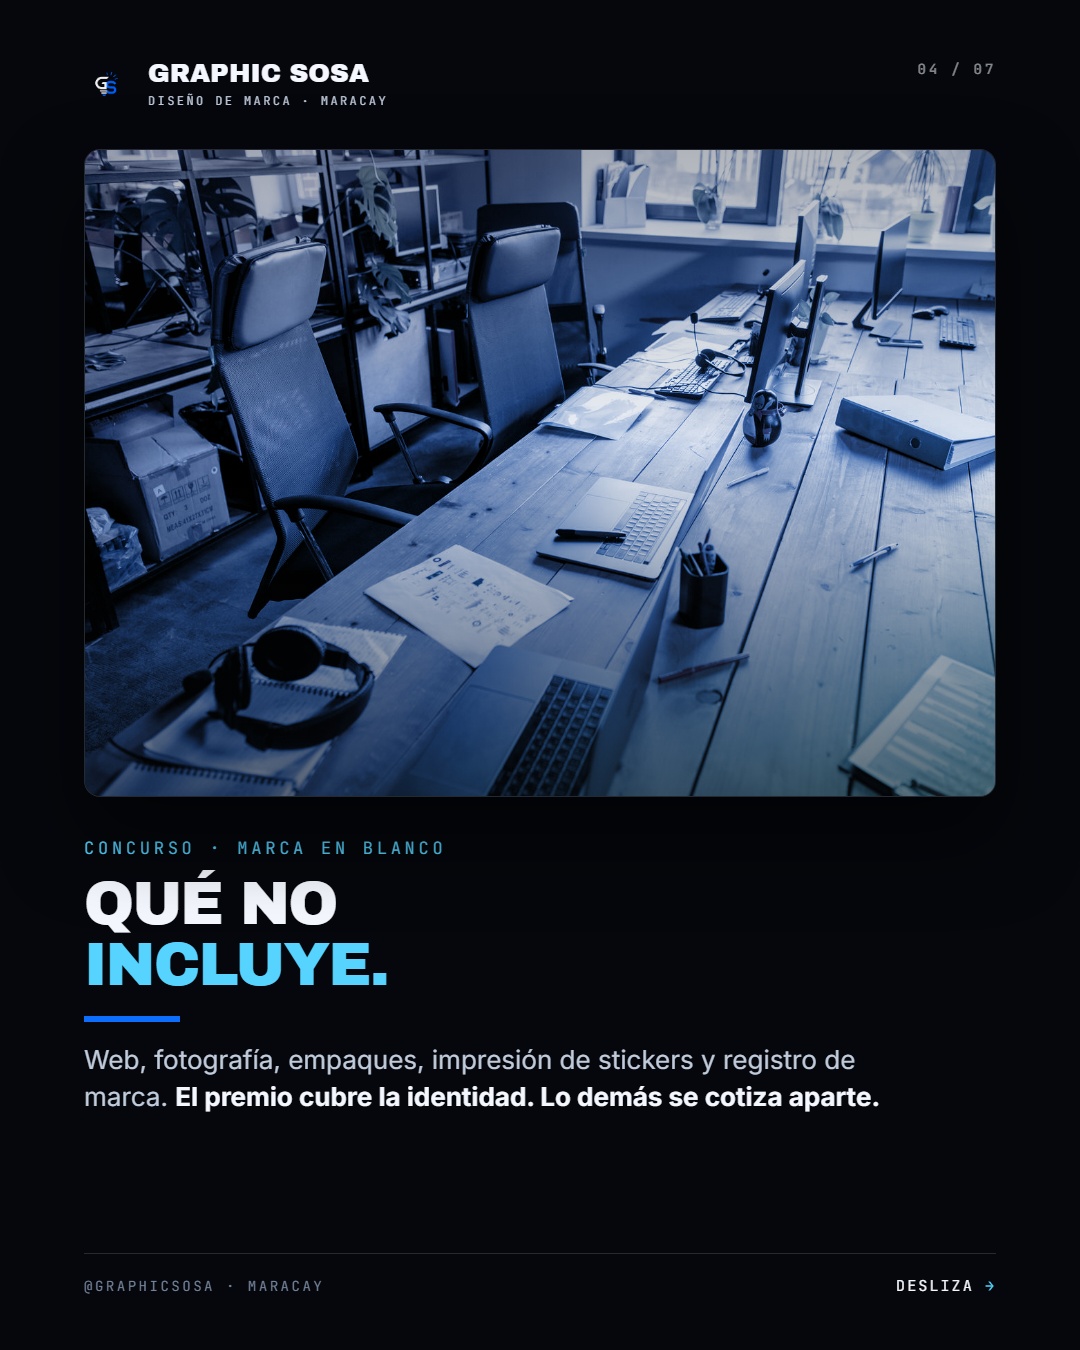 GS
GRAPHIC SOSA
DISEÑO DE MARCA · MARACAY
04 / 07
CONCURSO · MARCA EN BLANCO
QUÉ NO
INCLUYE.
Web, fotografía, empaques, impresión de stickers y registro de
marca. El premio cubre la identidad. Lo demás se cotiza aparte.
@GRAPHICSOSA · MARACAY
DESLIZA →